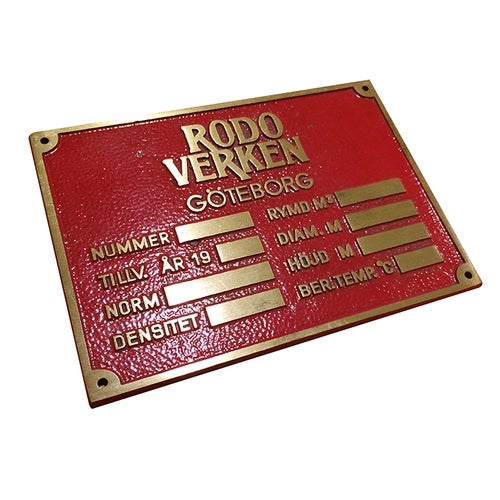 RODO
VERKEN
GÖTEBORG
NUMMER
TILLV. ÅR 19
NORM
DENSITET
RYMD M³
DIAM. M
HÖJD M
BER.TEMP. °C